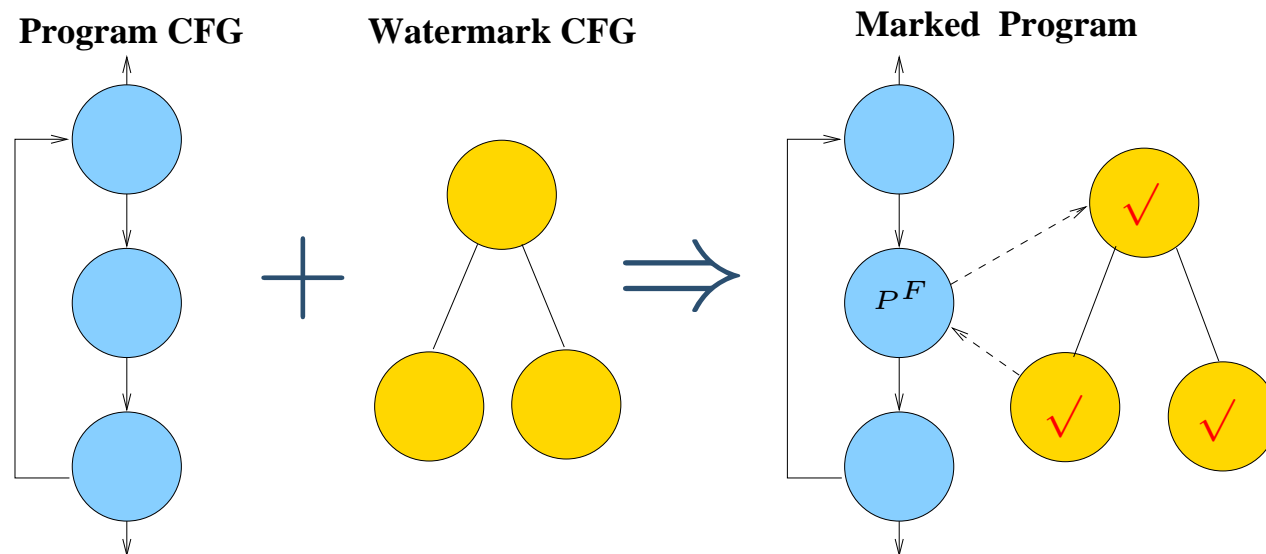 Program CFG
Watermark CFG
Marked Program
+
⇒
P^F
√
√
√